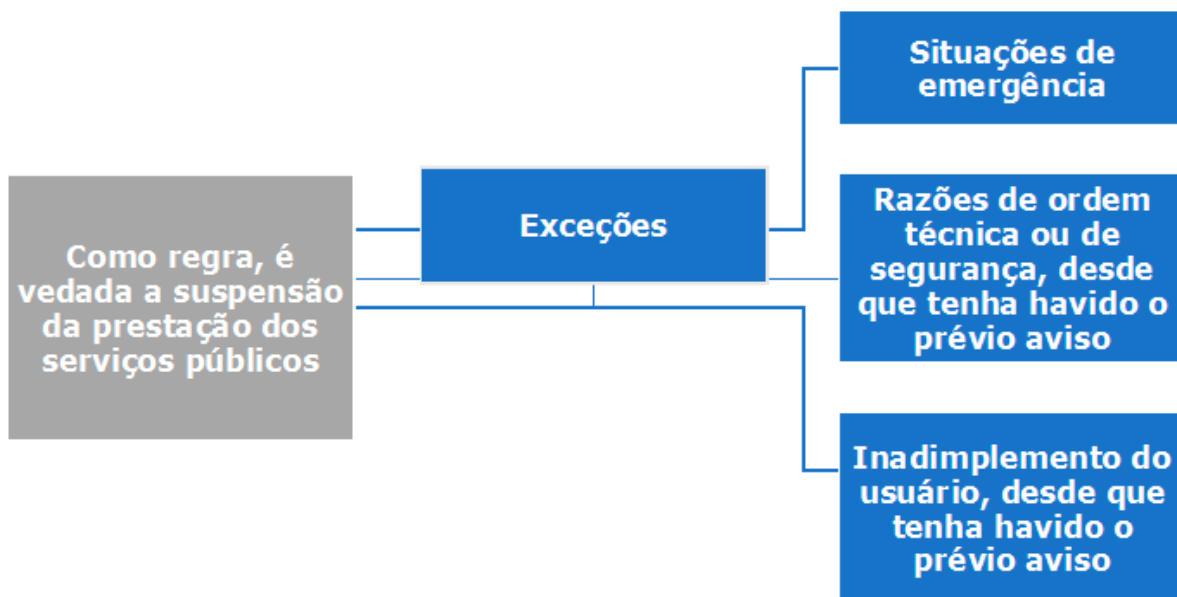 Como regra, é
vedada a suspensão
da prestação dos
serviços públicos
Exceções
Situações de
emergência
Razões de ordem
técnica ou de
segurança, desde
que tenha havido o
prévio aviso
Inadimplemento do
usuário, desde que
tenha havido o
prévio aviso